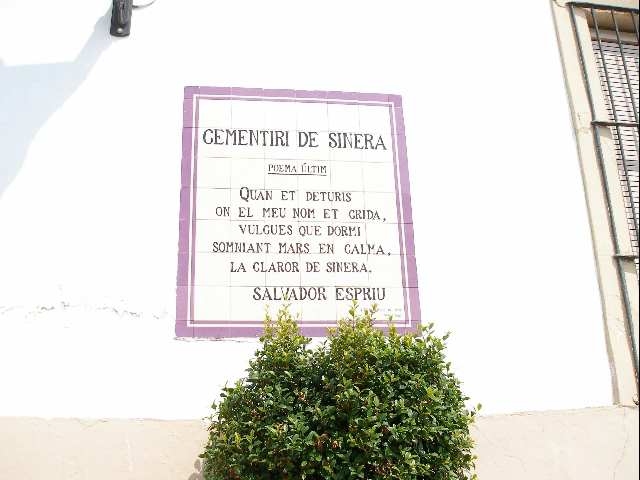 CEMENTIRI DE SINERA
POEMA ÚLTIM
QUAN ET DETURIS
ON EL MEU NOM ET CRIDA,
VULGUES QUE DORMI
SOMNIANT MARS EN CALMA,
LA CLAROR DE SINERA.
SALVADOR ESPRIU